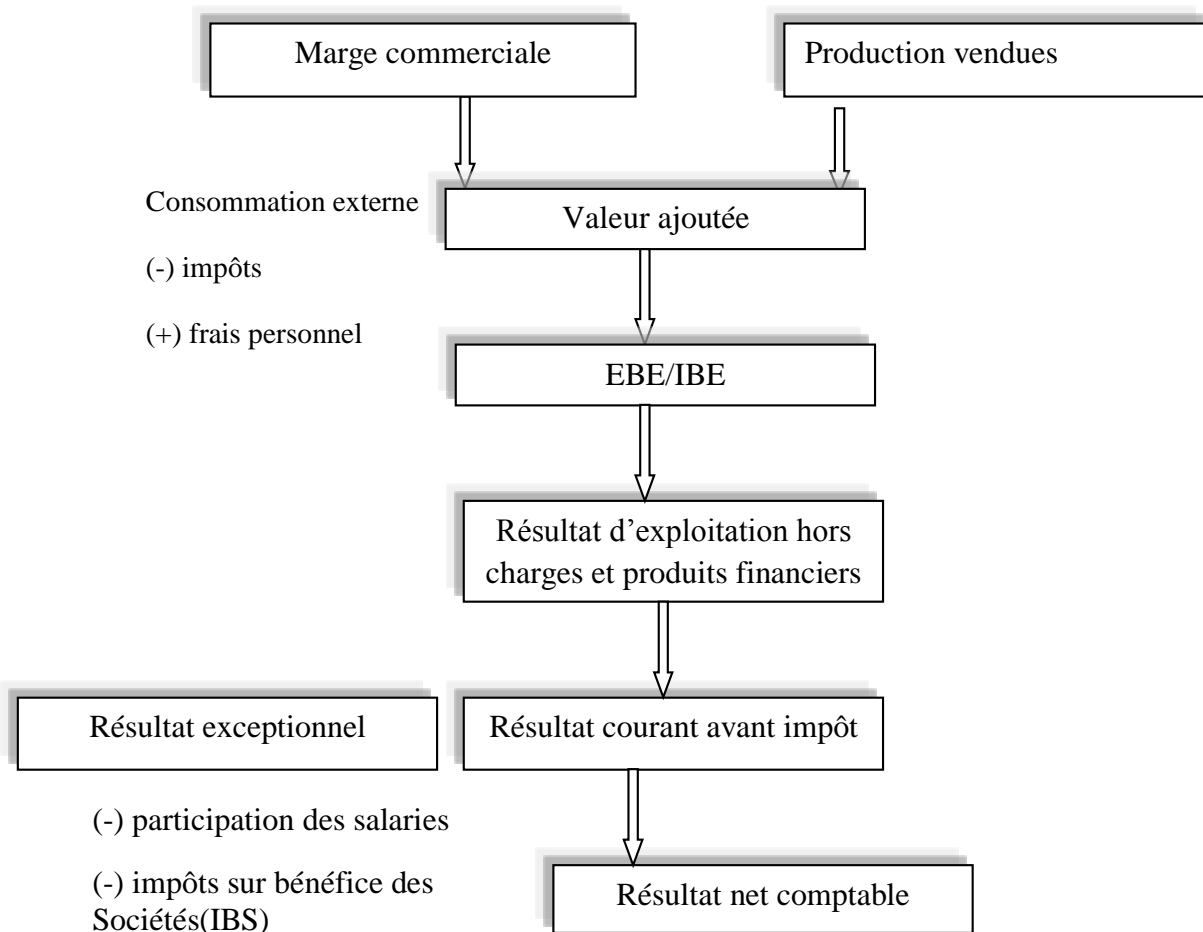 Marge commerciale
Production vendues
Consommation externe
Valeur ajoutée
(-) impôts
(+) frais personnel
EBE/IBE
Résultat d’exploitation hors
charges et produits financiers
Résultat exceptionnel
Résultat courant avant impôt
(-) participation des salaries
(-) impôts sur bénéfice des
Sociétés(IBS)
Résultat net comptable